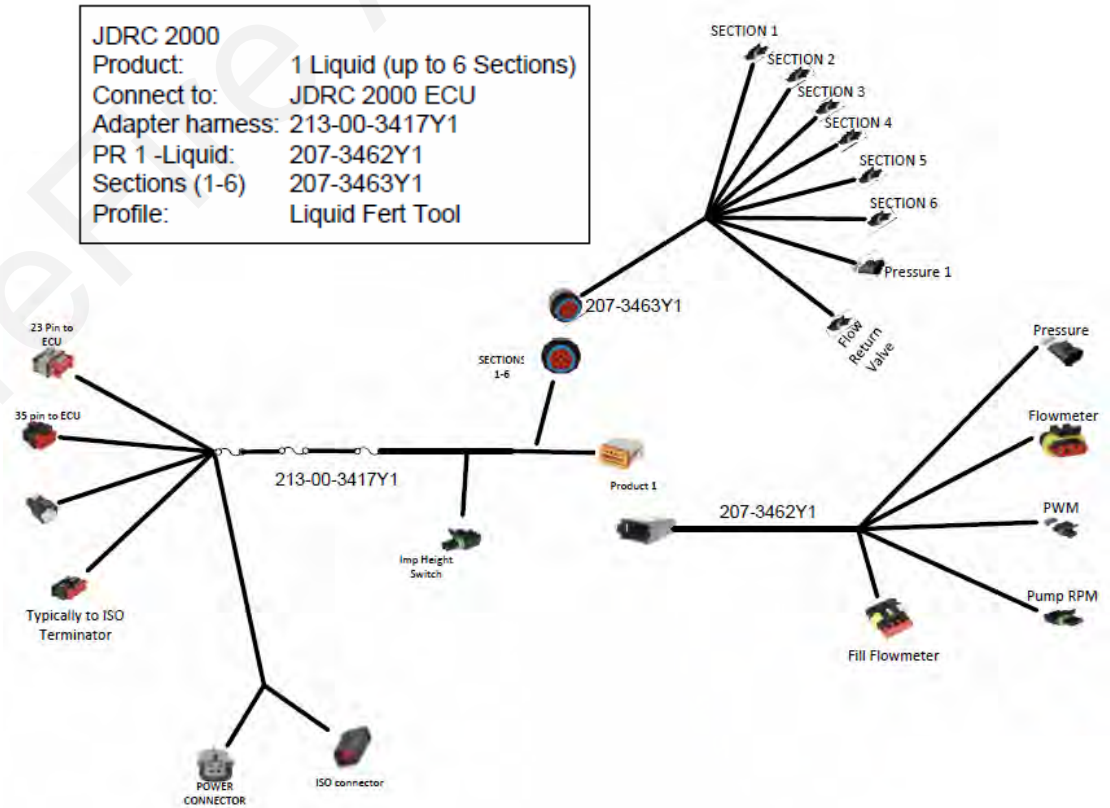 JDRC 2000
Product: 1 Liquid (up to 6 Sections)
Connect to: JDRC 2000 ECU
Adapter harness: 213-00-3417Y1
PR 1 -Liquid: 207-3462Y1
Sections (1-6) 207-3463Y1
Profile: Liquid Fert Tool
SECTION 1
SECTION 2
SECTION 3
SECTION 4
SECTION 5
SECTION 6
Pressure 1
Flow
Return
Valve
207-3463Y1
SECTIONS
1-6
23 Pin to
ECU
35 pin to ECU
Typically to ISO
Terminator
213-00-3417Y1
Imp Height
Switch
Product 1
207-3462Y1
Pressure
Flowmeter
PWM
Pump RPM
Fill Flowmeter
POWER
CONNECTOR
ISO connector